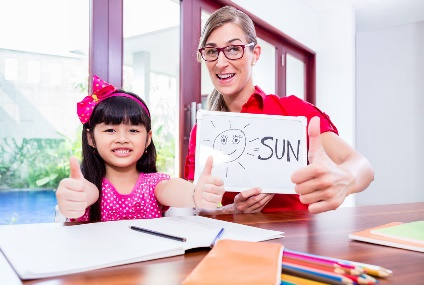 = SUN